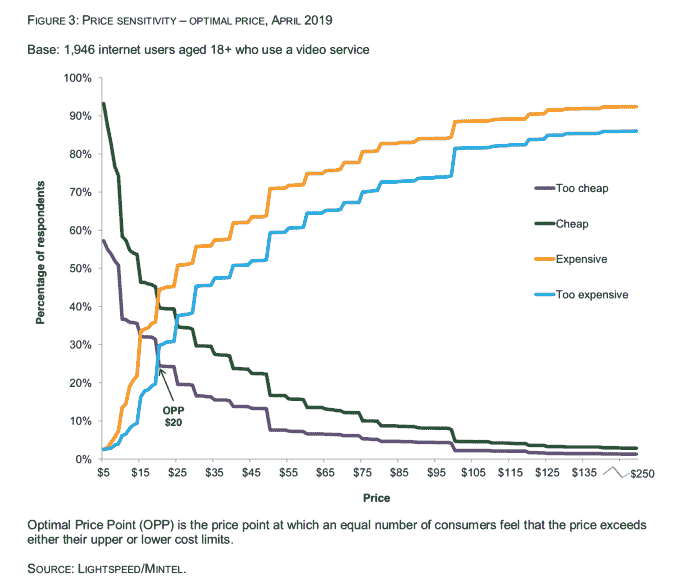 FIGURE 3: PRICE SENSITIVITY – OPTIMAL PRICE, APRIL 2019
Base: 1,946 internet users aged 18+ who use a video service
100%
90%
80%
70%
60%
50%
40%
30%
20%
10%
0%
Percentage of respondents
Too cheap
Cheap
Expensive
Too expensive
OPP
$20
$5 $15 $25 $35 $45 $55 $65 $75 $85 $95 $105 $115 $125 $135 $250
Price
Optimal Price Point (OPP) is the price point at which an equal number of consumers feel that the price exceeds
either their upper or lower cost limits.
SOURCE: LIGHTSPEED/MINTEL.